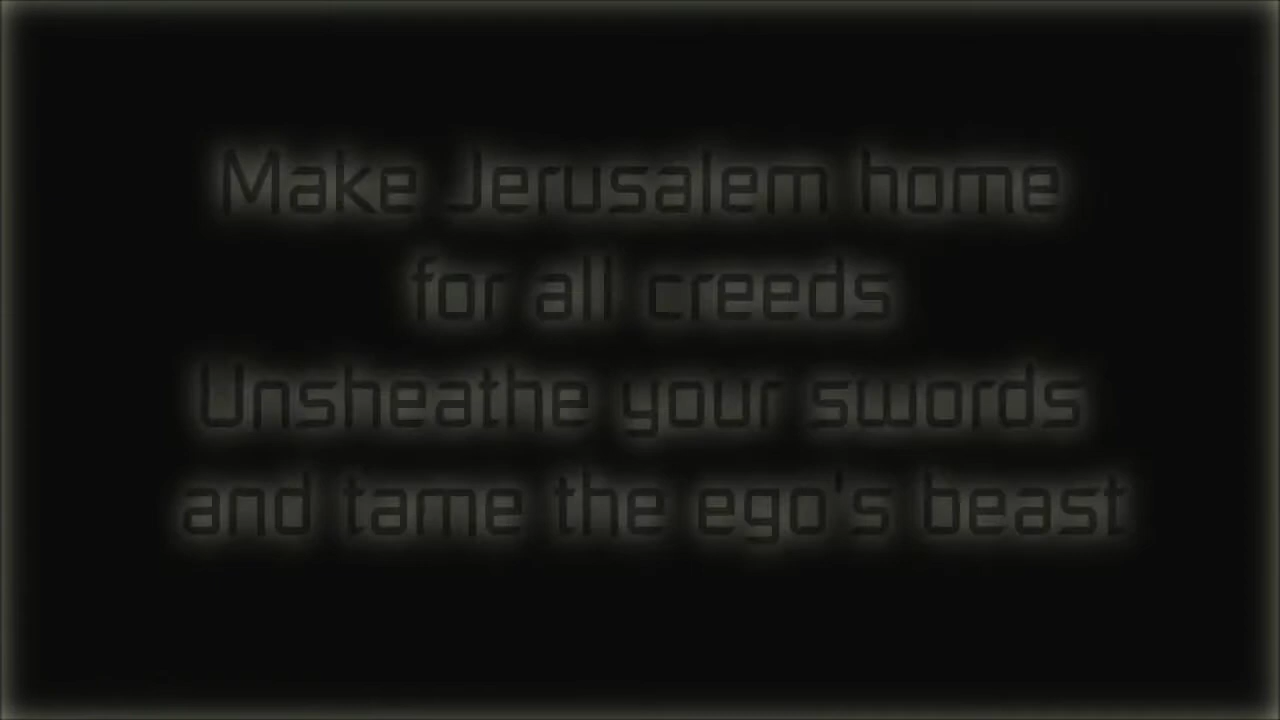 Make Jerusalem home
for all creeds
Unsheathe your swords
and tame the ego's beast